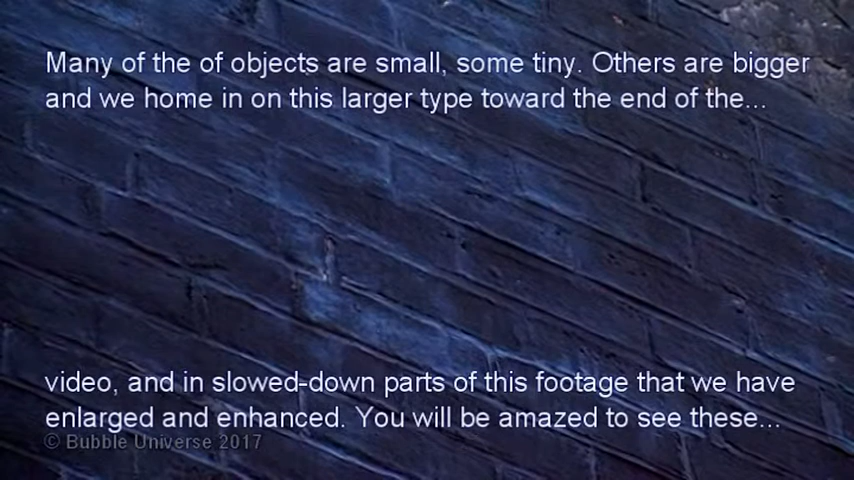 Many of the of objects are small, some tiny. Others are bigger
and we home in on this larger type toward the end of the...
video, and in slowed-down parts of this footage that we have
enlarged and enhanced. You will be amazed to see these...
© Bubble Universe 2017